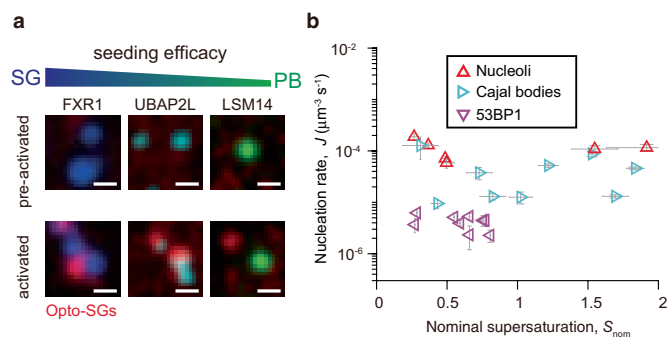 a
seeding efficacy
SG
PB
FXR1 UBAP2L LSM14
pre-activated
activated
Opto-SGs
b
Nucleation rate, J (μm⁻³ s⁻¹)
10⁻²
10⁻⁴
10⁻⁶
Nucleoli
Cajal bodies
53BP1
0 0.5 1 1.5 2
Nominal supersaturation, Sₙₒₘ